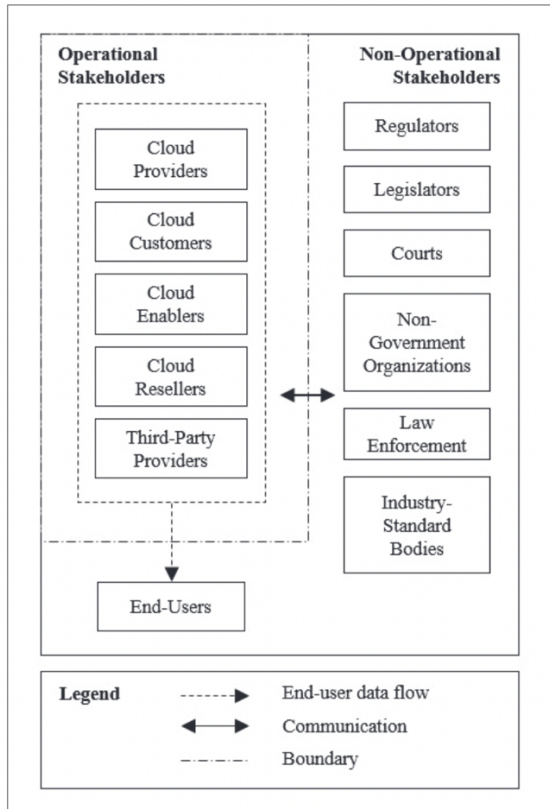 Operational
Stakeholders
Cloud
Providers
Cloud
Customers
Cloud
Enablers
Cloud
Resellers
Third-Party
Providers
End-Users
Non-Operational
Stakeholders
Regulators
Legislators
Courts
Non-
Government
Organizations
Law
Enforcement
Industry-
Standard
Bodies
Legend
End-user data flow
Communication
Boundary